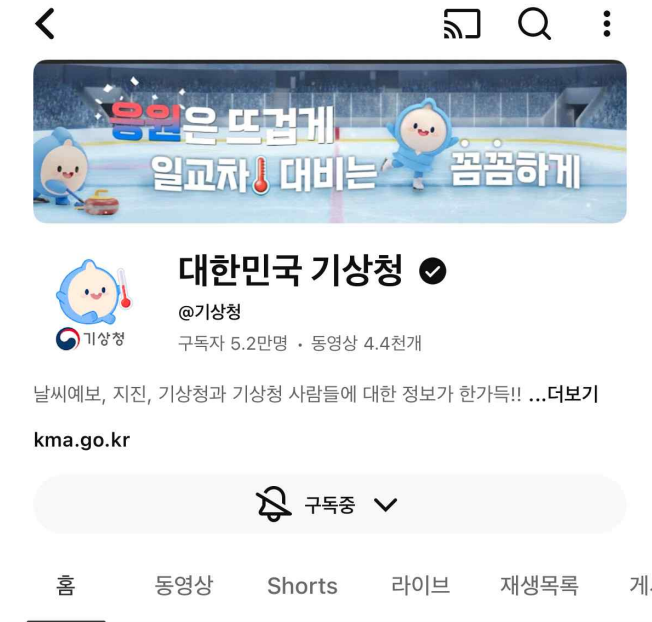 응원은 뜨겁게
일교차 대비는 꼼꼼하게
대한민국 기상청
@기상청
기상청
구독자 5.2만명 • 동영상 4.4천개
날씨예보, 지진, 기상청과 기상청 사람들에 대한 정보가 한가득!! ...더보기
kma.go.kr
구독중
홈 동영상 Shorts 라이브 재생목록